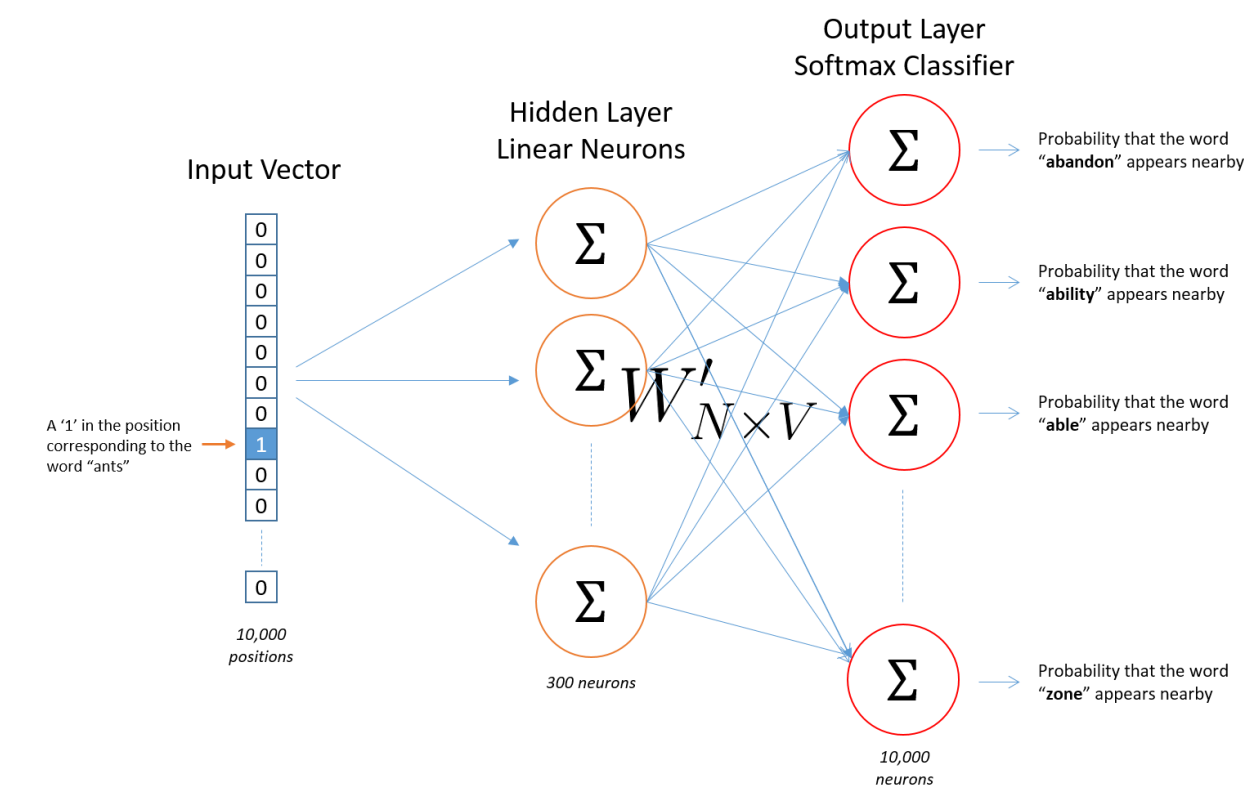 Output Layer
Softmax Classifier
Hidden Layer
Linear Neurons
Input Vector
0
0
0
0
0
0
0
1
0
0
0
A ‘1’ in the position
corresponding to the
word “ants”
10,000
positions
Σ
Σ
Σ
300 neurons
W′N×V
Σ
Σ
Σ
Σ
10,000
neurons
Probability that the word
“abandon” appears nearby
Probability that the word
“ability” appears nearby
Probability that the word
“able” appears nearby
Probability that the word
“zone” appears nearby